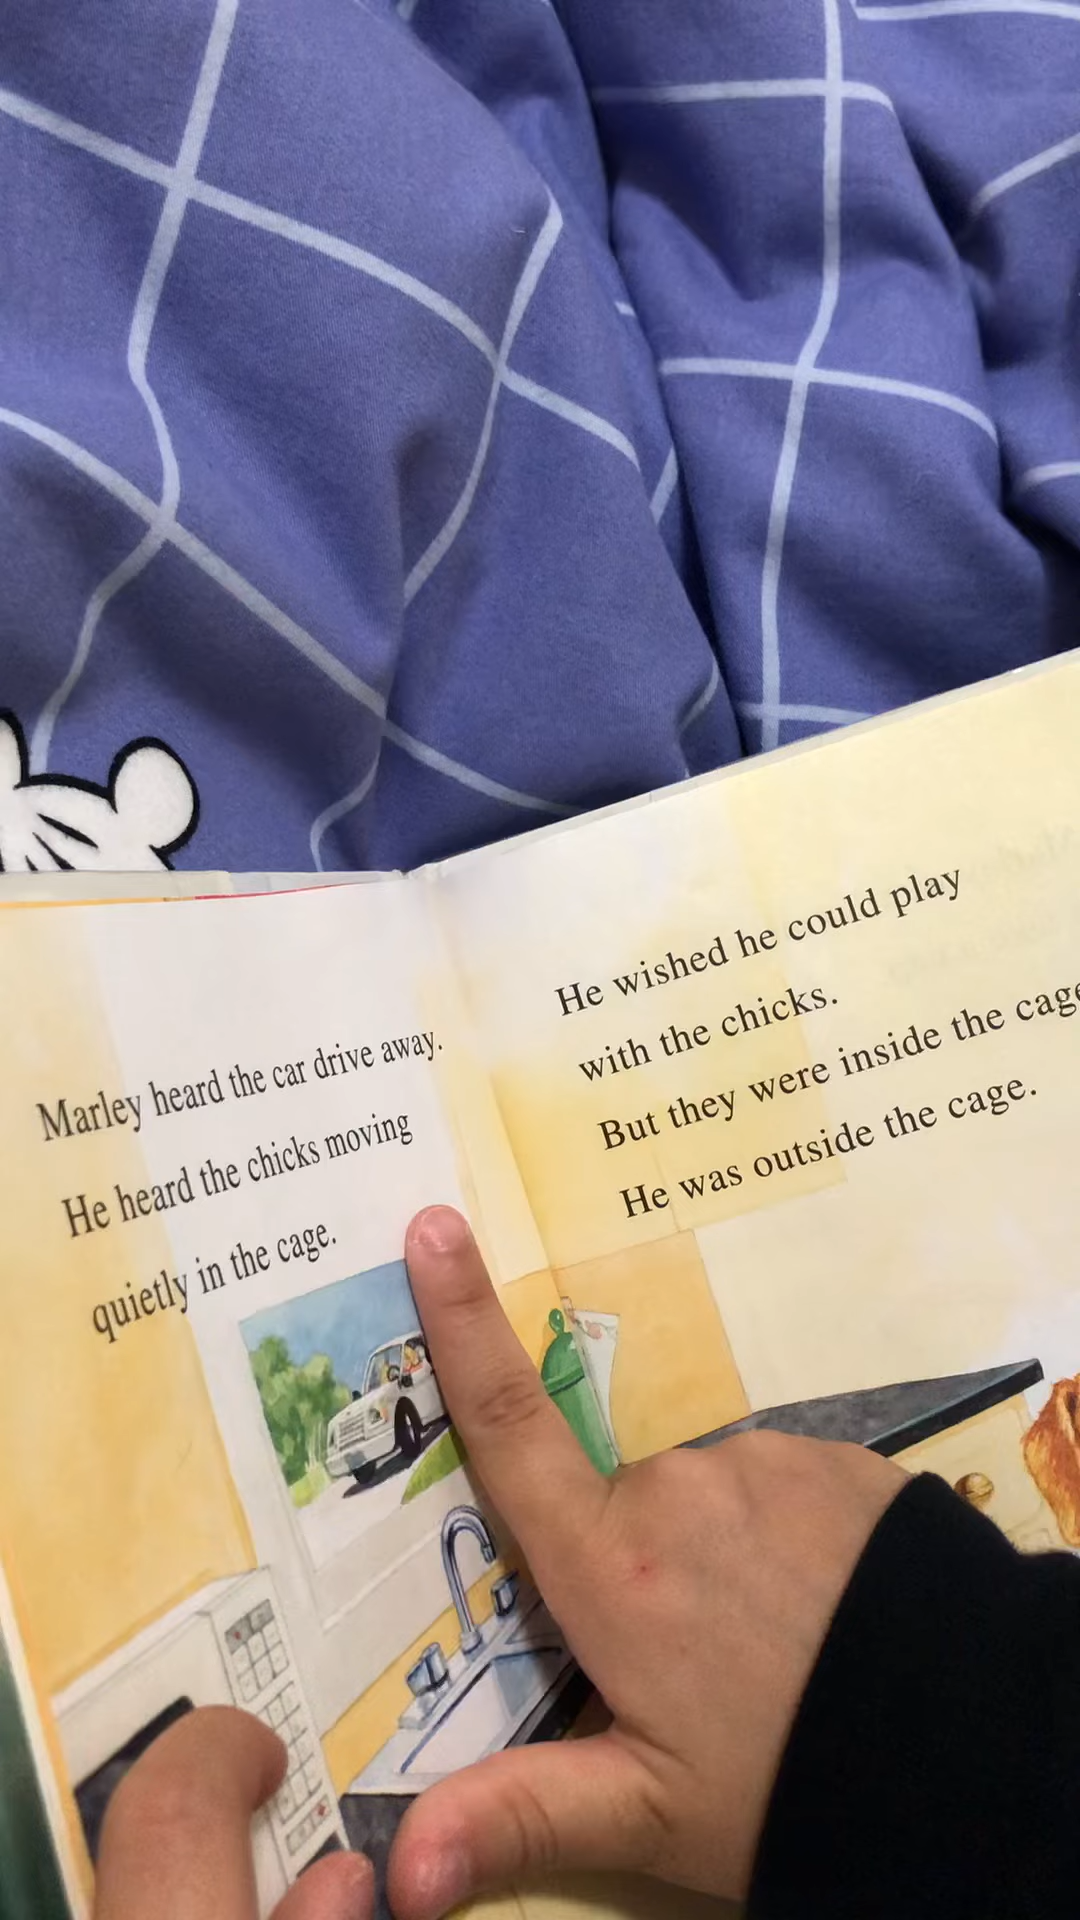 Marley heard the car drive away.
He heard the chicks moving
quietly in the cage.
He wished he could play
with the chicks.
But they were inside the cage
He was outside the cage.